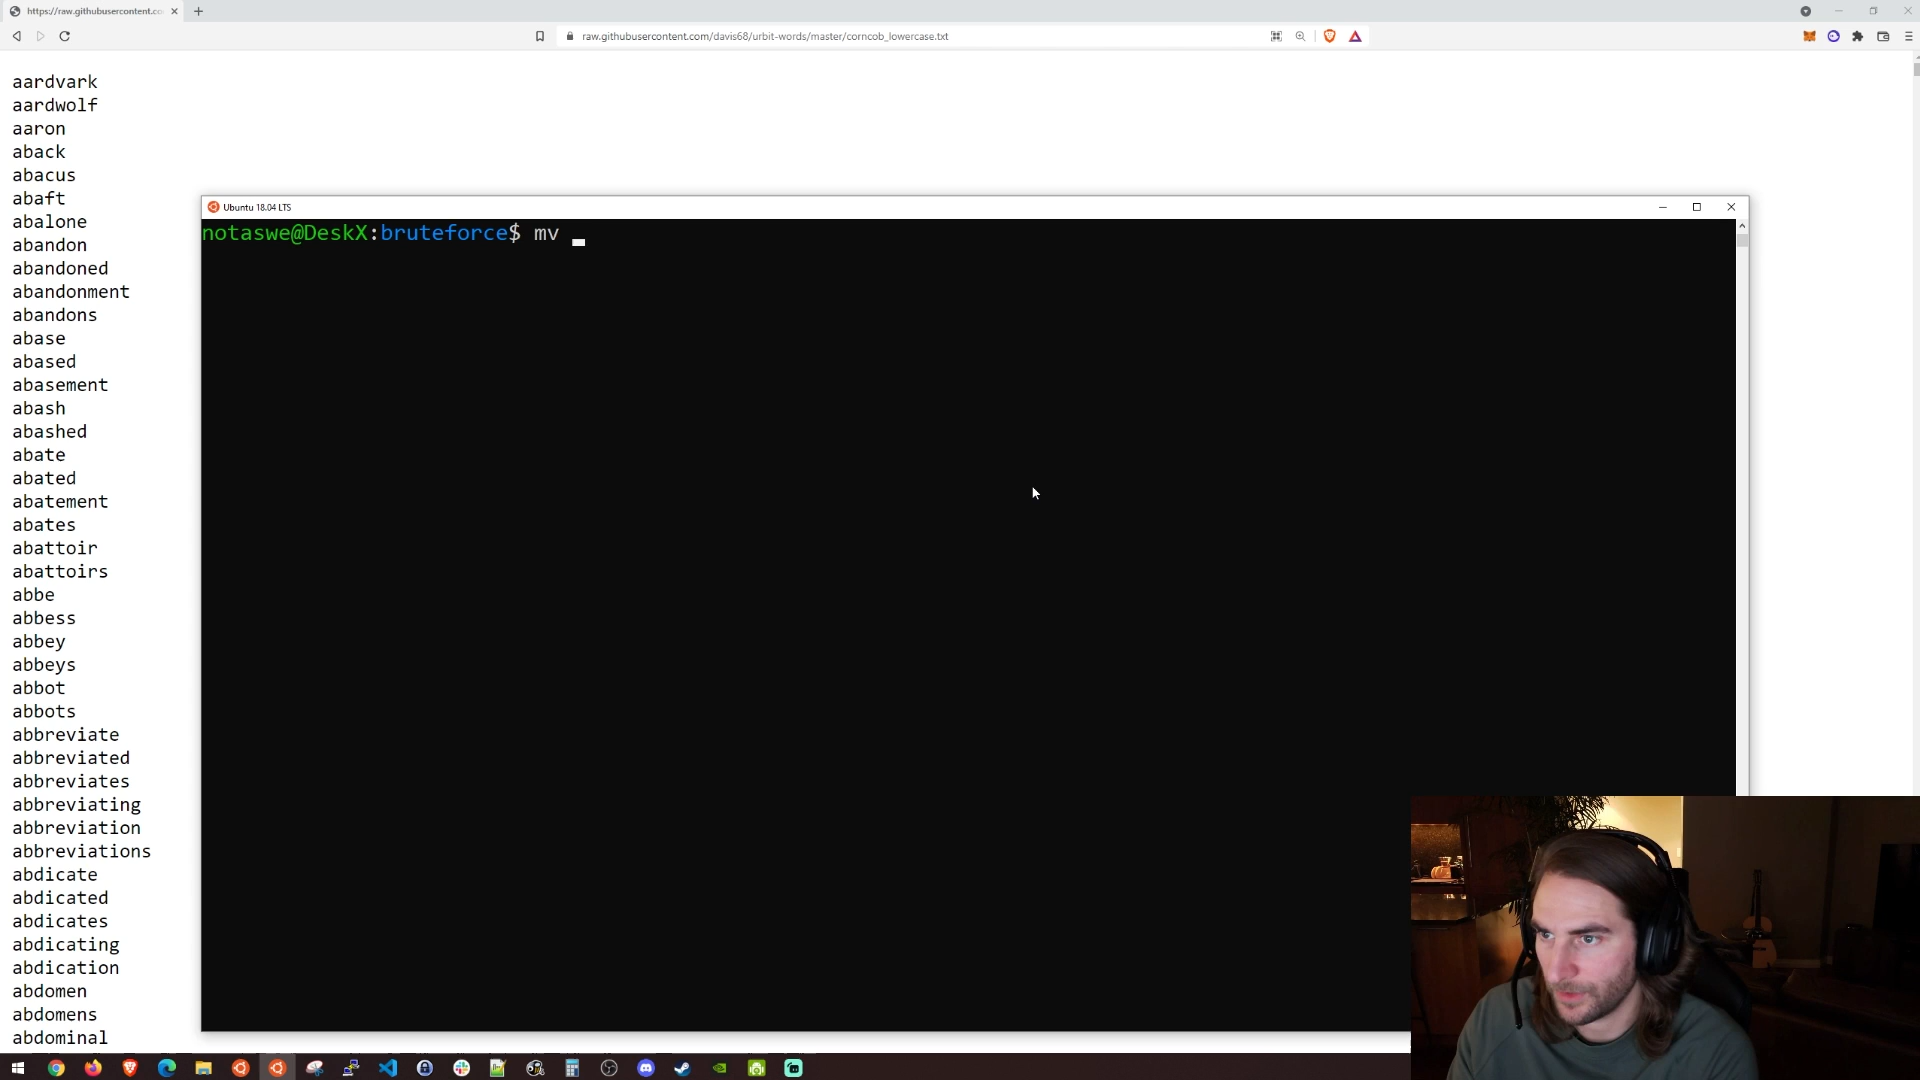 https://raw.githubusercontent.co
raw.githubusercontent.com/davis68/urbit-words/master/corncob_lowercase.txt
aardvark
aardwolf
aaron
aback
abacus
abaft
abalone
abandon
abandoned
abandonment
abandons
abase
abased
abasement
abash
abashed
abate
abated
abatement
abates
abattoir
abattoirs
abbe
abbess
abbey
abbeys
abbot
abbots
abbreviate
abbreviated
abbreviates
abbreviating
abbreviation
abbreviations
abdicate
abdicated
abdicates
abdicating
abdication
abdomen
abdomens
abdominal
Ubuntu 18.04 LTS
notaswe@DeskX:bruteforce$ mv